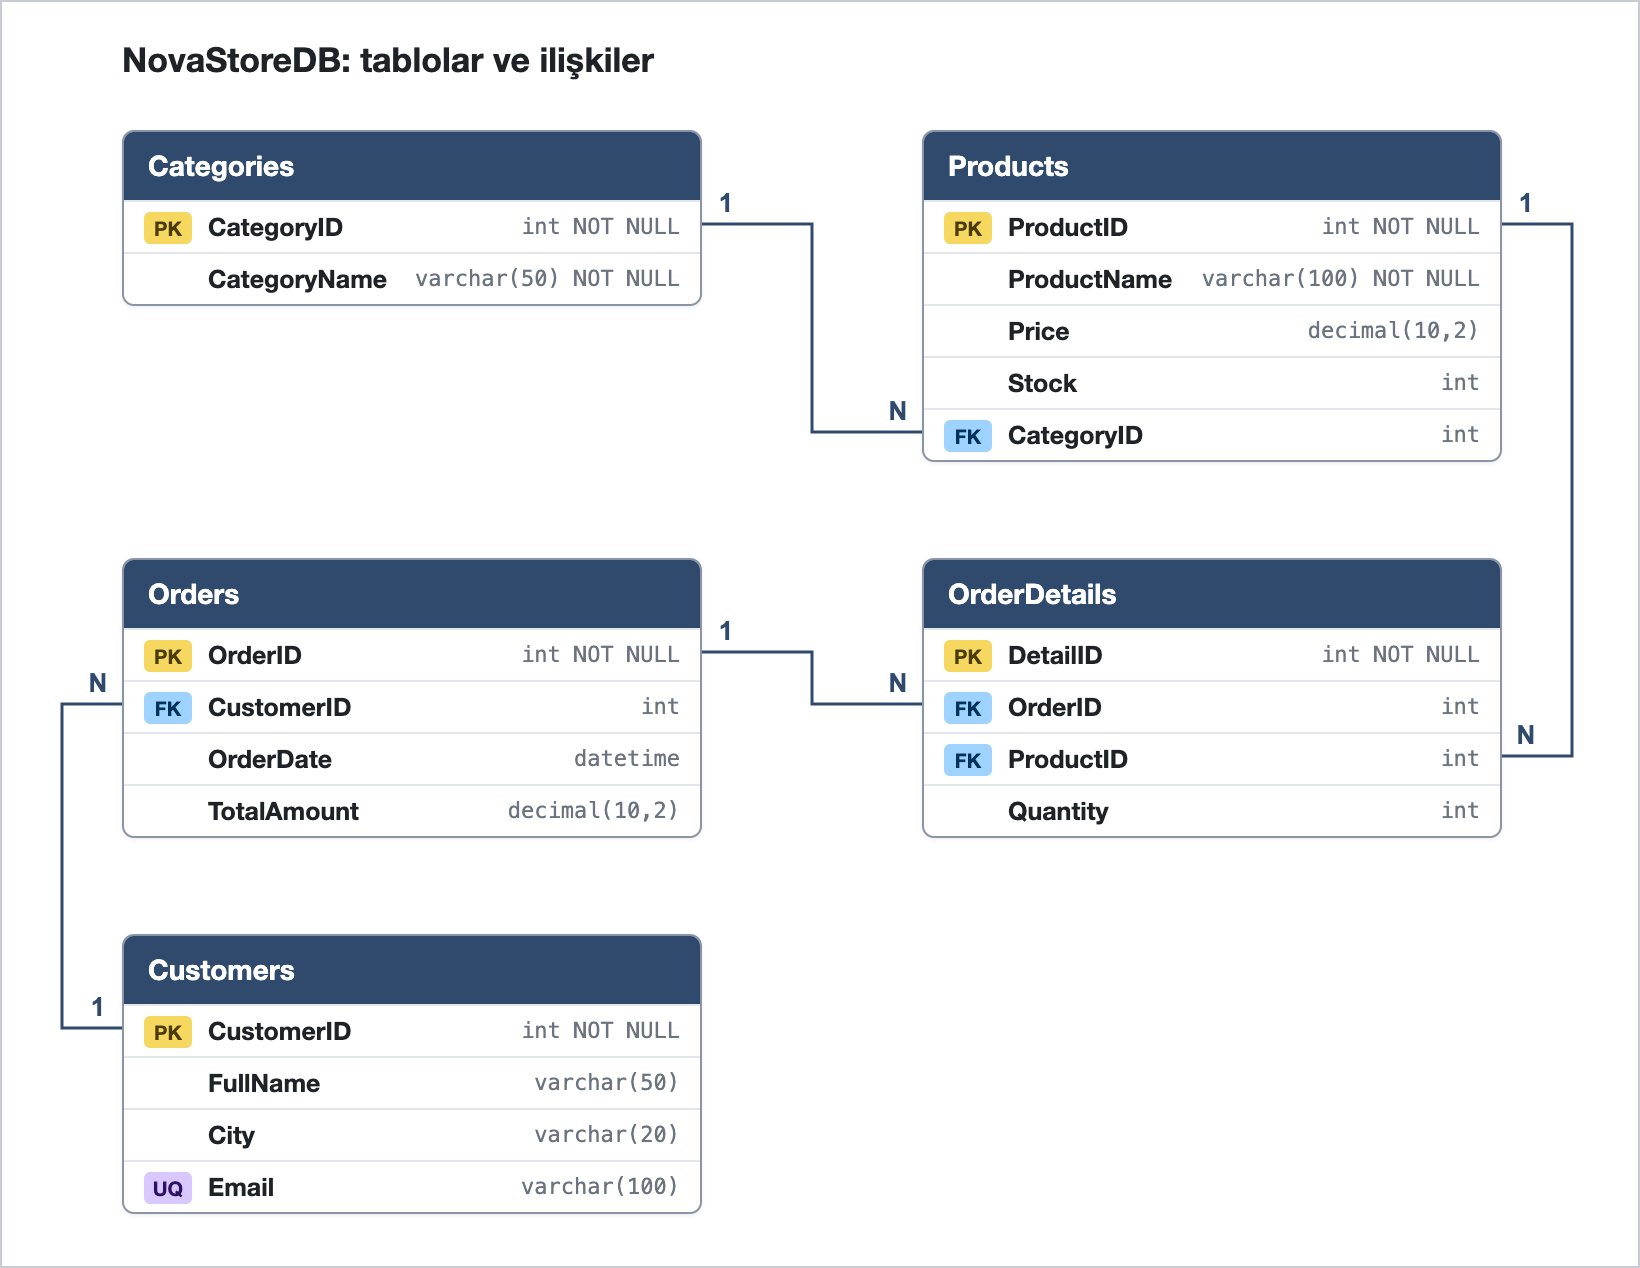 NovaStoreDB: tablolar ve ilişkiler
Categories
PK CategoryID int NOT NULL
CategoryName varchar(50) NOT NULL
1
N
Products
PK ProductID int NOT NULL
ProductName varchar(100) NOT NULL
Price decimal(10,2)
Stock int
FK CategoryID int
1
N
Orders
PK OrderID int NOT NULL
FK CustomerID int
OrderDate datetime
TotalAmount decimal(10,2)
1
N
OrderDetails
PK DetailID int NOT NULL
FK OrderID int
FK ProductID int
Quantity int
N
1
Customers
PK CustomerID int NOT NULL
FullName varchar(50)
City varchar(20)
UQ Email varchar(100)